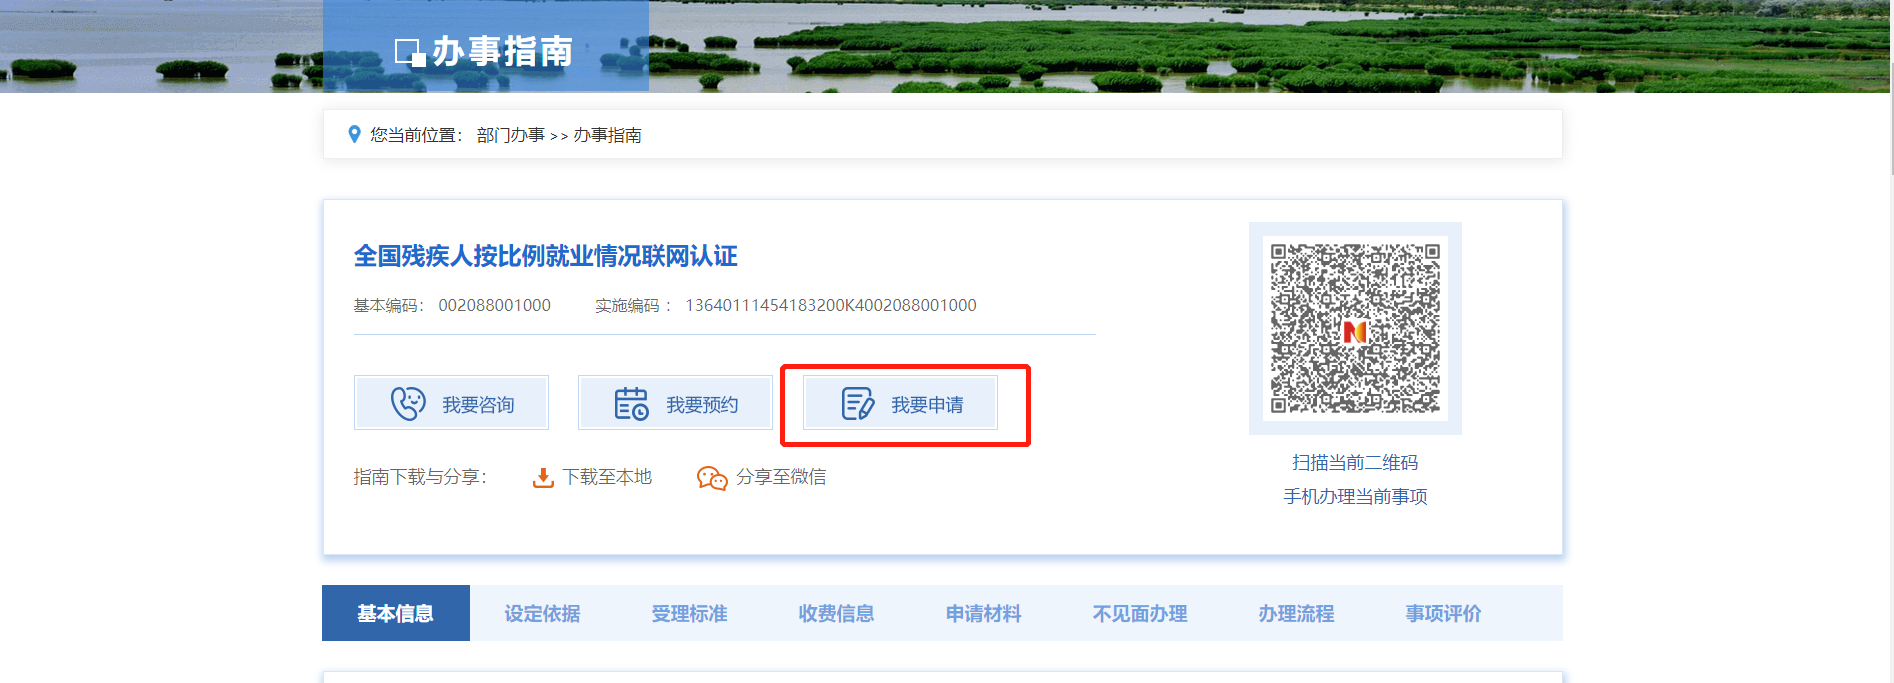 办事指南
您当前位置： 部门办事 >> 办事指南
全国残疾人按比例就业情况联网认证
基本编码： 002088001000 实施编码 ： 13640111454183200K4002088001000
我要咨询 我要预约 我要申请
指南下载与分享： 下载至本地 分享至微信
扫描当前二维码
手机办理当前事项
基本信息 设定依据 受理标准 收费信息 申请材料 不见面办理 办理流程 事项评价